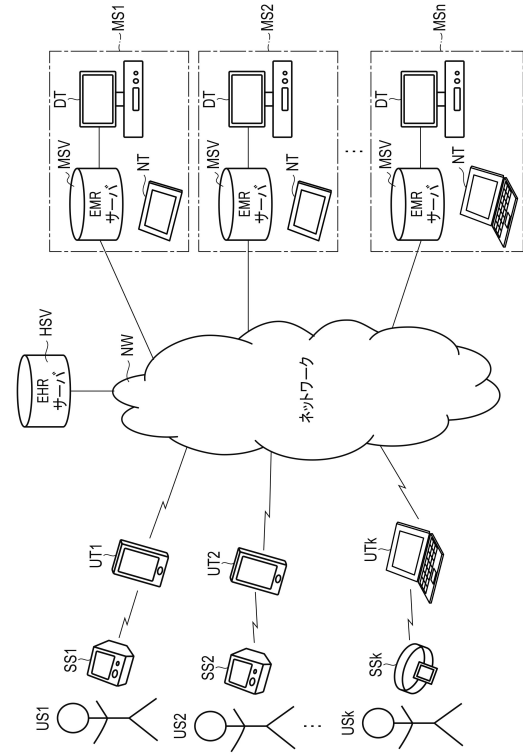 EHR
サーバ
HSV
NW
ネットワーク
US1
SS1
UT1
US2
SS2
UT2
⋮
USk
SSk
UTk
MS1
MSV
EMR
サーバ
DT
NT
MS2
MSV
EMR
サーバ
DT
NT
⋮
MSn
MSV
EMR
サーバ
DT
NT